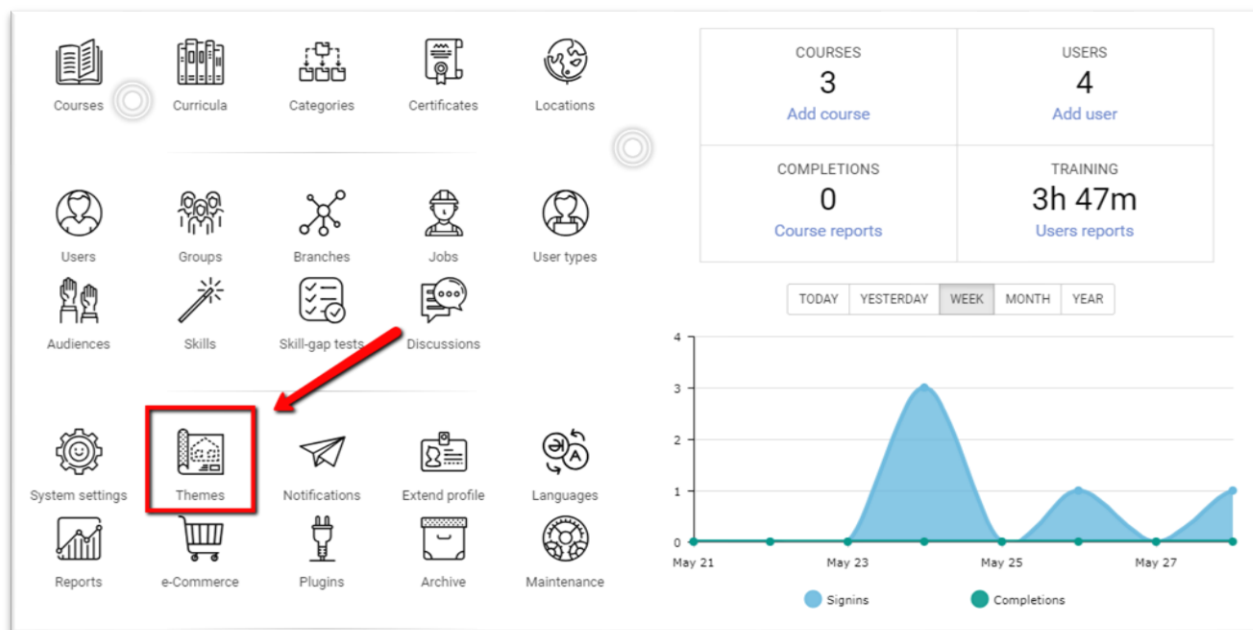 Courses Curricula Categories Certificates Locations
Users Groups Branches Jobs User types
Audiences Skills Skill-gap tests Discussions
System settings Themes Notifications Extend profile Languages
Reports e-Commerce Plugins Archive Maintenance
COURSES
3
Add course
USERS
4
Add user
COMPLETIONS
0
Course reports
TRAINING
3h 47m
Users reports
TODAY YESTERDAY WEEK MONTH YEAR
4
3
2
1
0
May 21 May 23 May 25 May 27
Signins Completions